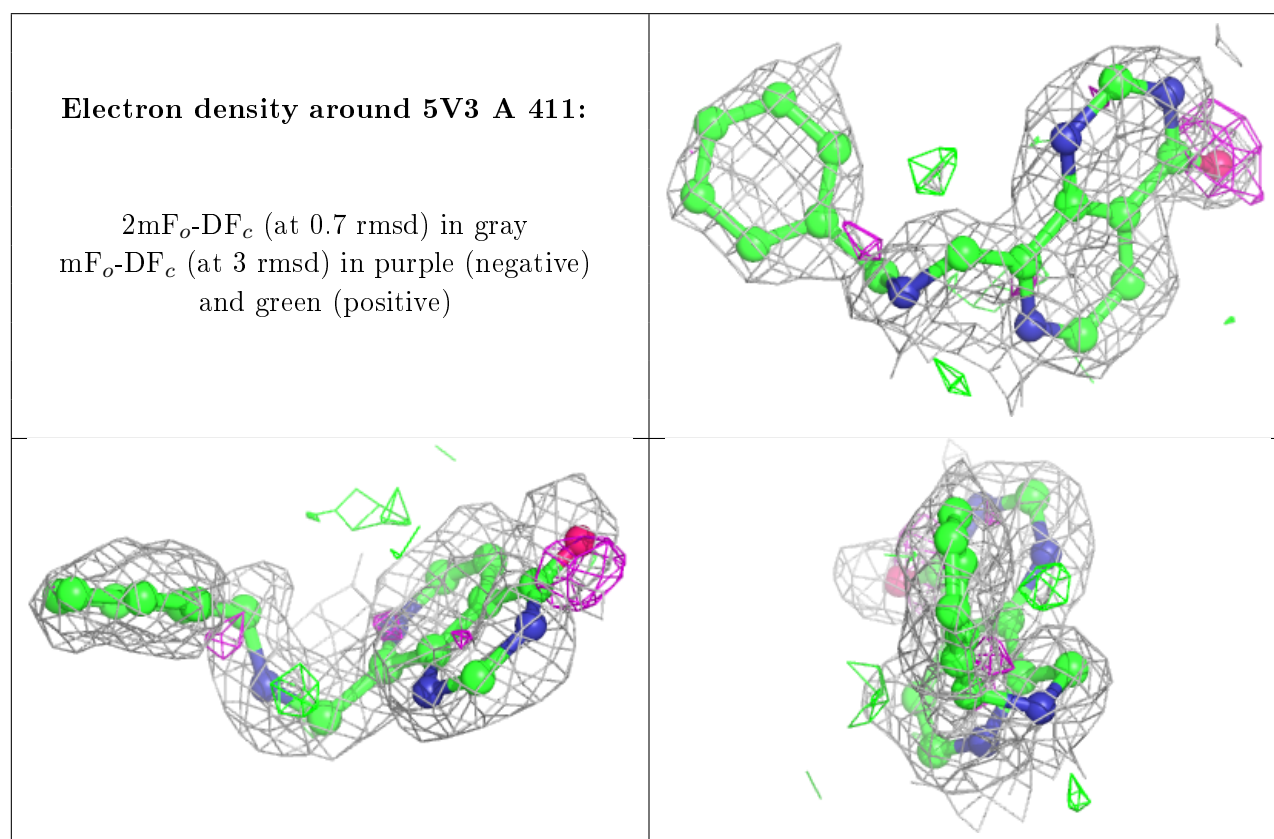 Electron density around 5V3 A 411:
2mFo-DFc (at 0.7 rmsd) in gray
mFo-DFc (at 3 rmsd) in purple (negative)
and green (positive)